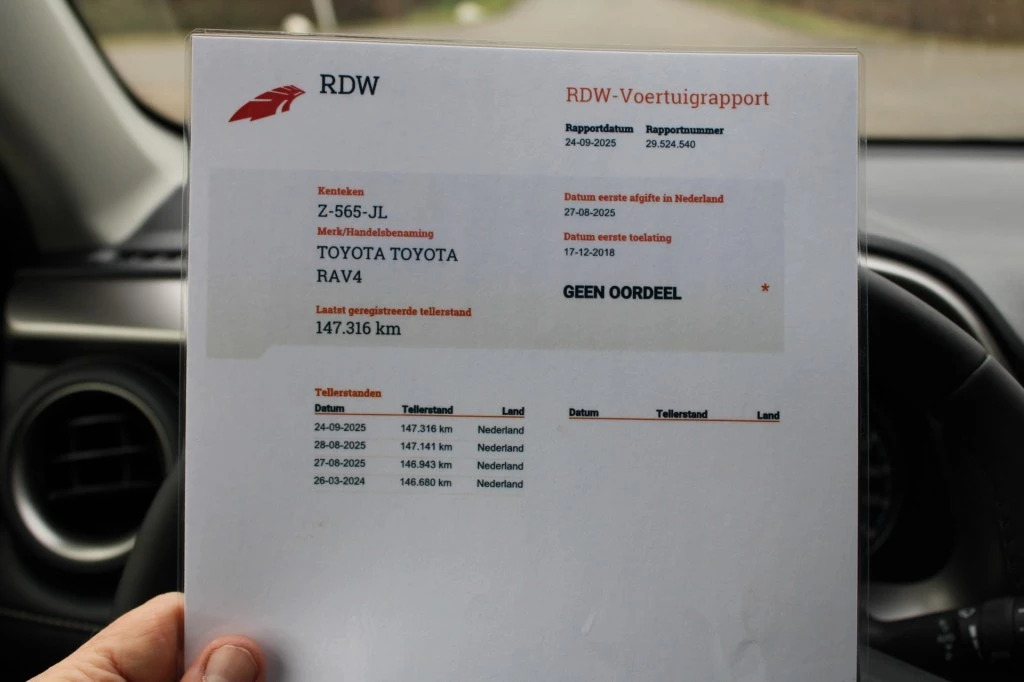 RDW
RDW-Voertuigrapport
Rapportdatum Rapportnummer
24-09-2025 29.524.540
Kenteken
Z-565-JL
Merk/Handelsbenaming
TOYOTA TOYOTA
RAV4
Laatst geregistreerde tellerstand
147.316 km
Datum eerste afgifte in Nederland
27-08-2025
Datum eerste toelating
17-12-2018
GEEN OORDEEL *
Tellerstanden
Datum Tellerstand Land
24-09-2025 147.316 km Nederland
28-08-2025 147.141 km Nederland
27-08-2025 146.943 km Nederland
26-03-2024 146.680 km Nederland
Datum Tellerstand Land